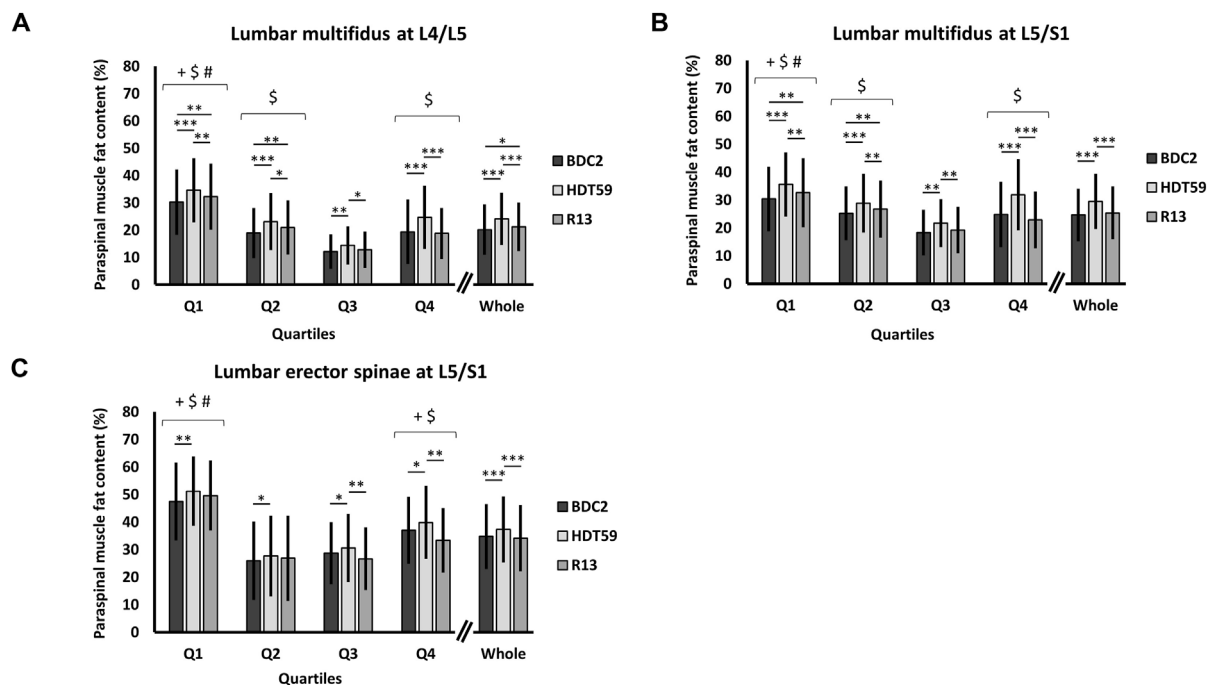 A
Lumbar multifidus at L4/L5
Paraspinal muscle fat content (%)
80
70
60
50
40
30
20
10
0
+ $ #
$
$
**
***
**
**
***
*
**
*
***
***
*
***
***
Q1 Q2 Q3 Q4 Whole
Quartiles
BDC2
HDT59
R13
B
Lumbar multifidus at L5/S1
Paraspinal muscle fat content (%)
80
70
60
50
40
30
20
10
0
+ $ #
$
$
**
***
**
**
***
**
**
**
***
***
***
***
Q1 Q2 Q3 Q4 Whole
Quartiles
BDC2
HDT59
R13
C
Lumbar erector spinae at L5/S1
Paraspinal muscle fat content (%)
80
70
60
50
40
30
20
10
0
+ $ #
+ $
**
*
*
**
*
**
***
***
Q1 Q2 Q3 Q4 Whole
Quartiles
BDC2
HDT59
R13